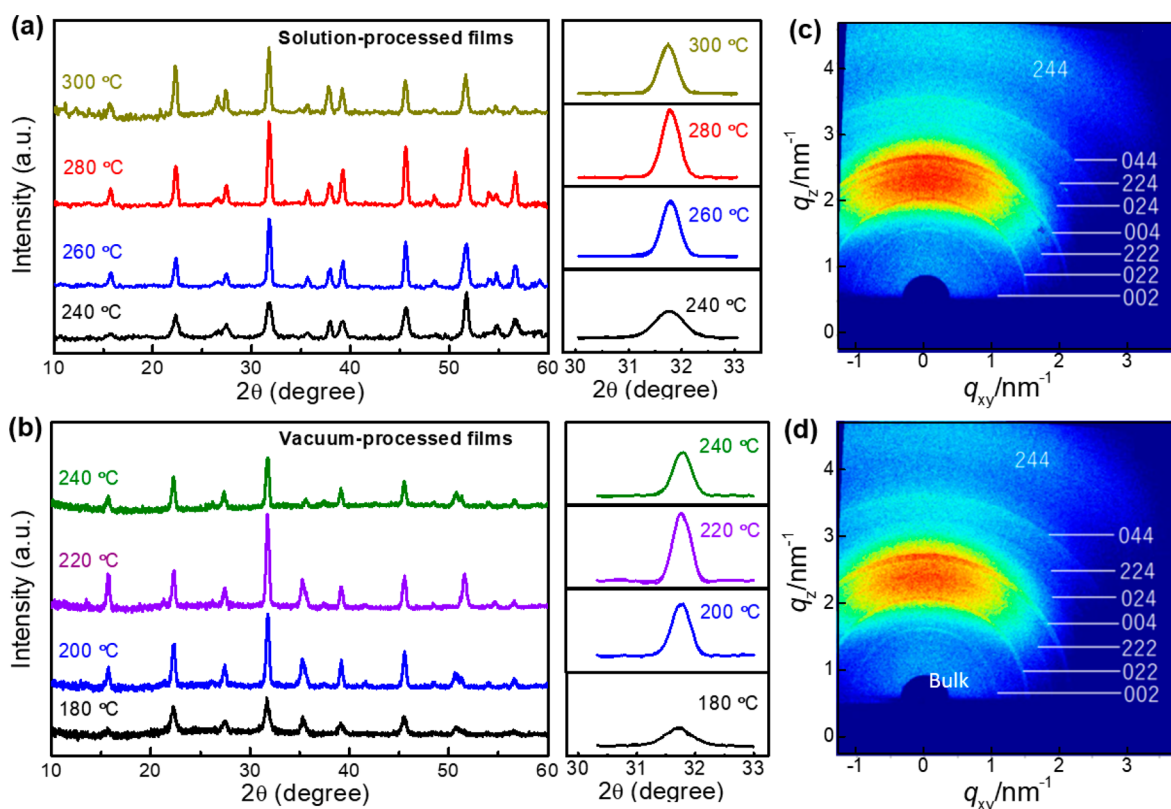 (a)
Solution-processed films
300 ℃
280 ℃
260 ℃
240 ℃
Intensity (a.u.)
10 20 30 40 50 60
2θ (degree)
300 ℃
280 ℃
260 ℃
240 ℃
30 31 32 33
2θ (degree)
(c)
244
044
224
024
004
222
022
002
4
3
2
1
0
qz/nm-1
-1 0 1 2 3
qxy/nm-1
(b)
Vacuum-processed films
240 ℃
220 ℃
200 ℃
180 ℃
Intensity (a.u.)
10 20 30 40 50 60
2θ (degree)
240 ℃
220 ℃
200 ℃
180 ℃
30 31 32 33
2θ (degree)
(d)
244
044
224
024
004
222
022
002
Bulk
4
3
2
1
0
qz/nm-1
-1 0 1 2 3
qxy/nm-1